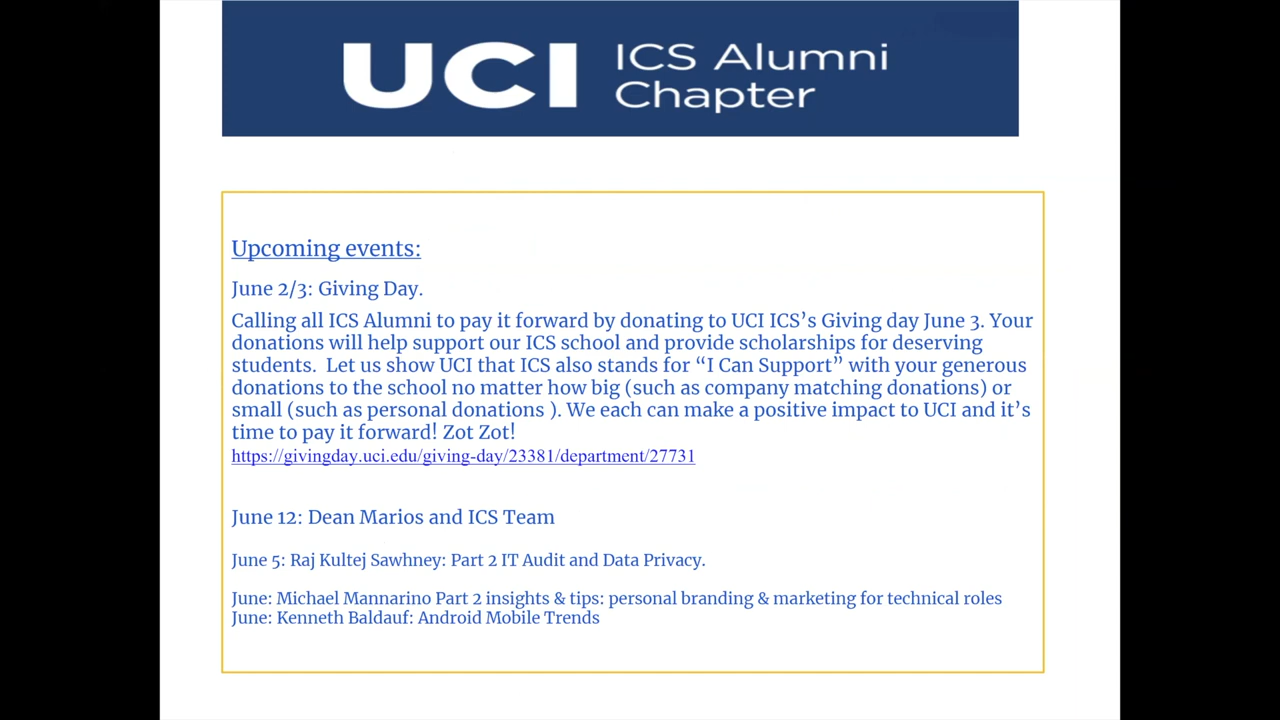 UCI ICS Alumni
Chapter
Upcoming events:
June 2/3: Giving Day.
Calling all ICS Alumni to pay it forward by donating to UCI ICS’s Giving day June 3. Your
donations will help support our ICS school and provide scholarships for deserving
students.  Let us show UCI that ICS also stands for “I Can Support” with your generous
donations to the school no matter how big (such as company matching donations) or
small (such as personal donations ). We each can make a positive impact to UCI and it’s
time to pay it forward! Zot Zot!
https://givingday.uci.edu/giving-day/23381/department/27731
June 12: Dean Marios and ICS Team
June 5: Raj Kultej Sawhney: Part 2 IT Audit and Data Privacy.
June: Michael Mannarino Part 2 insights & tips: personal branding & marketing for technical roles
June: Kenneth Baldauf: Android Mobile Trends